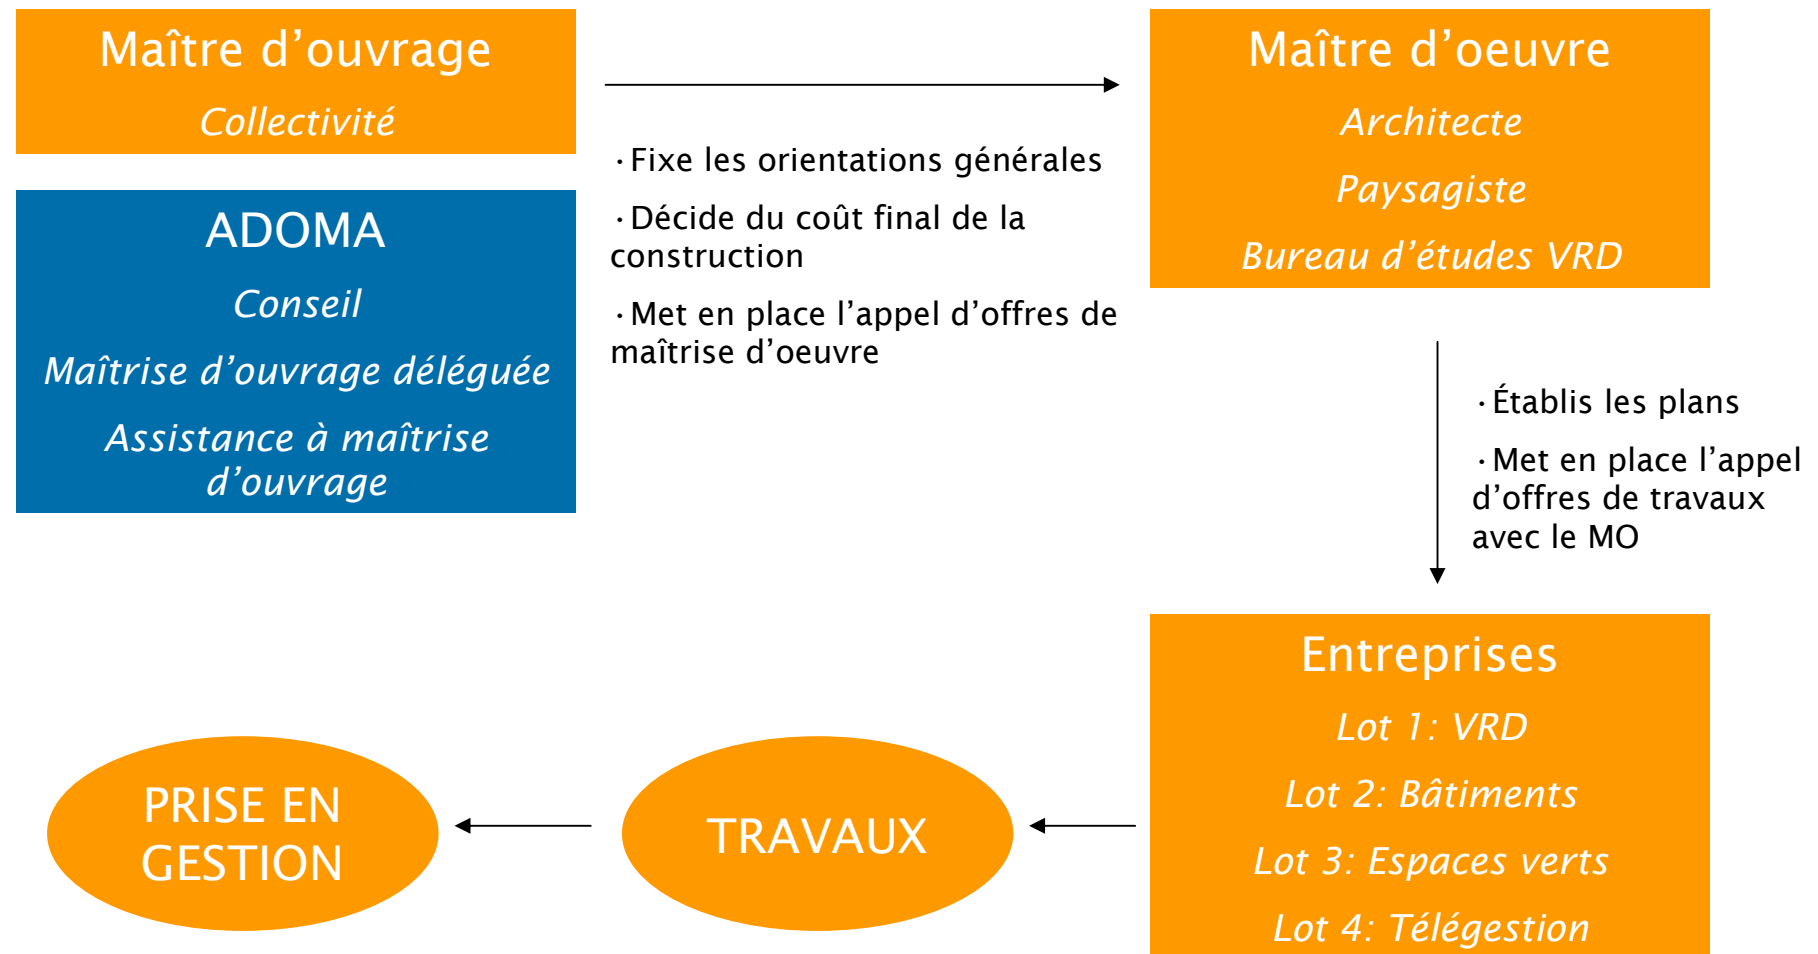 Maître d’ouvrage
Collectivité
ADOMA
Conseil
Maîtrise d’ouvrage déléguée
Assistance à maîtrise
d’ouvrage
·Fixe les orientations générales
·Décide du coût final de la
construction
·Met en place l’appel d’offres de
maîtrise d’oeuvre
Maître d’oeuvre
Architecte
Paysagiste
Bureau d’études VRD
·Établis les plans
·Met en place l’appel
d’offres de travaux
avec le MO
Entreprises
Lot 1: VRD
Lot 2: Bâtiments
Lot 3: Espaces verts
Lot 4: Télégestion
TRAVAUX
PRISE EN
GESTION